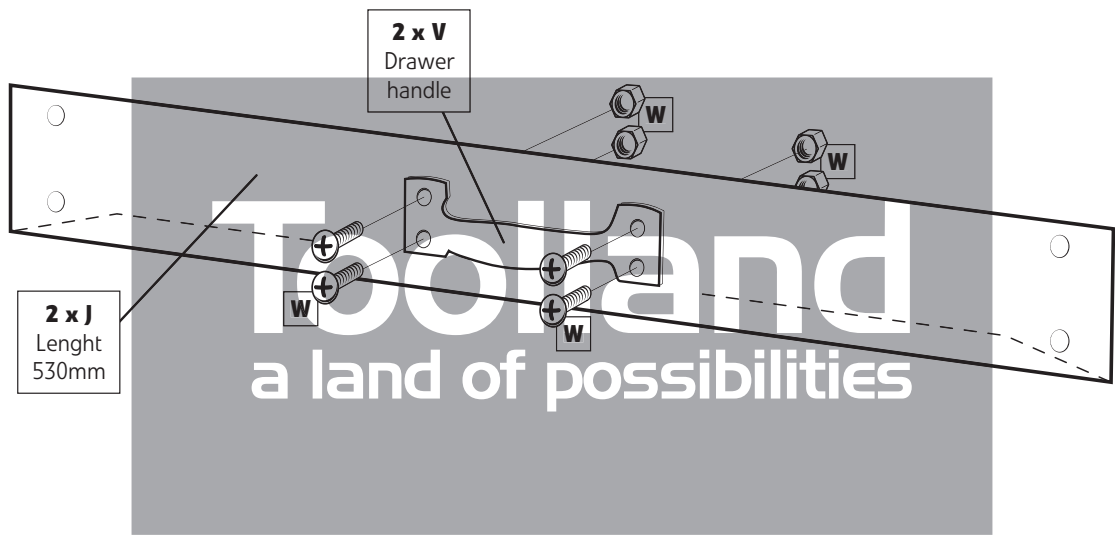 2 x V
Drawer
handle
W
W
Toolland
2 x J
Lenght
530mm
W
W
a land of possibilities